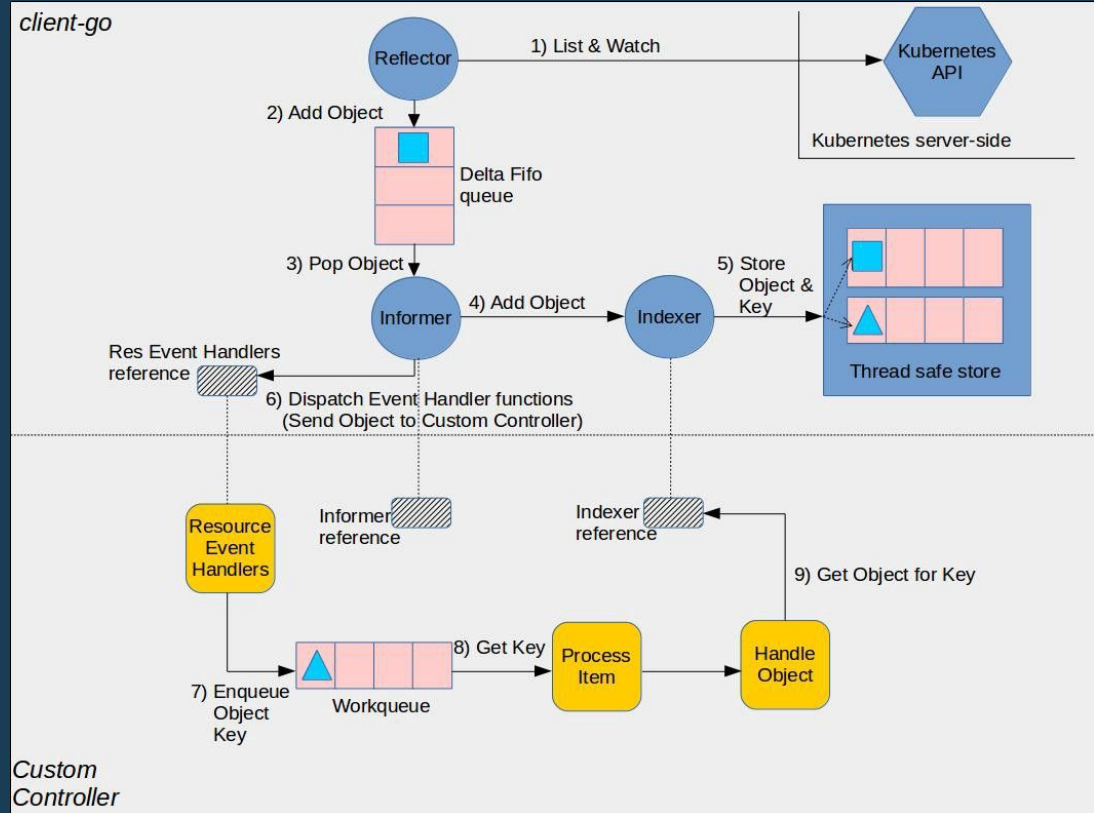 client-go
Reflector
1) List & Watch
Kubernetes
API
Kubernetes server-side
2) Add Object
Delta Fifo
queue
3) Pop Object
Informer
4) Add Object
Indexer
5) Store
Object &
Key
Thread safe store
Res Event Handlers
reference
6) Dispatch Event Handler functions
(Send Object to Custom Controller)
Resource
Event
Handlers
Informer
reference
Indexer
reference
9) Get Object for Key
7) Enqueue
Object
Key
Workqueue
8) Get Key
Process
Item
Handle
Object
Custom
Controller